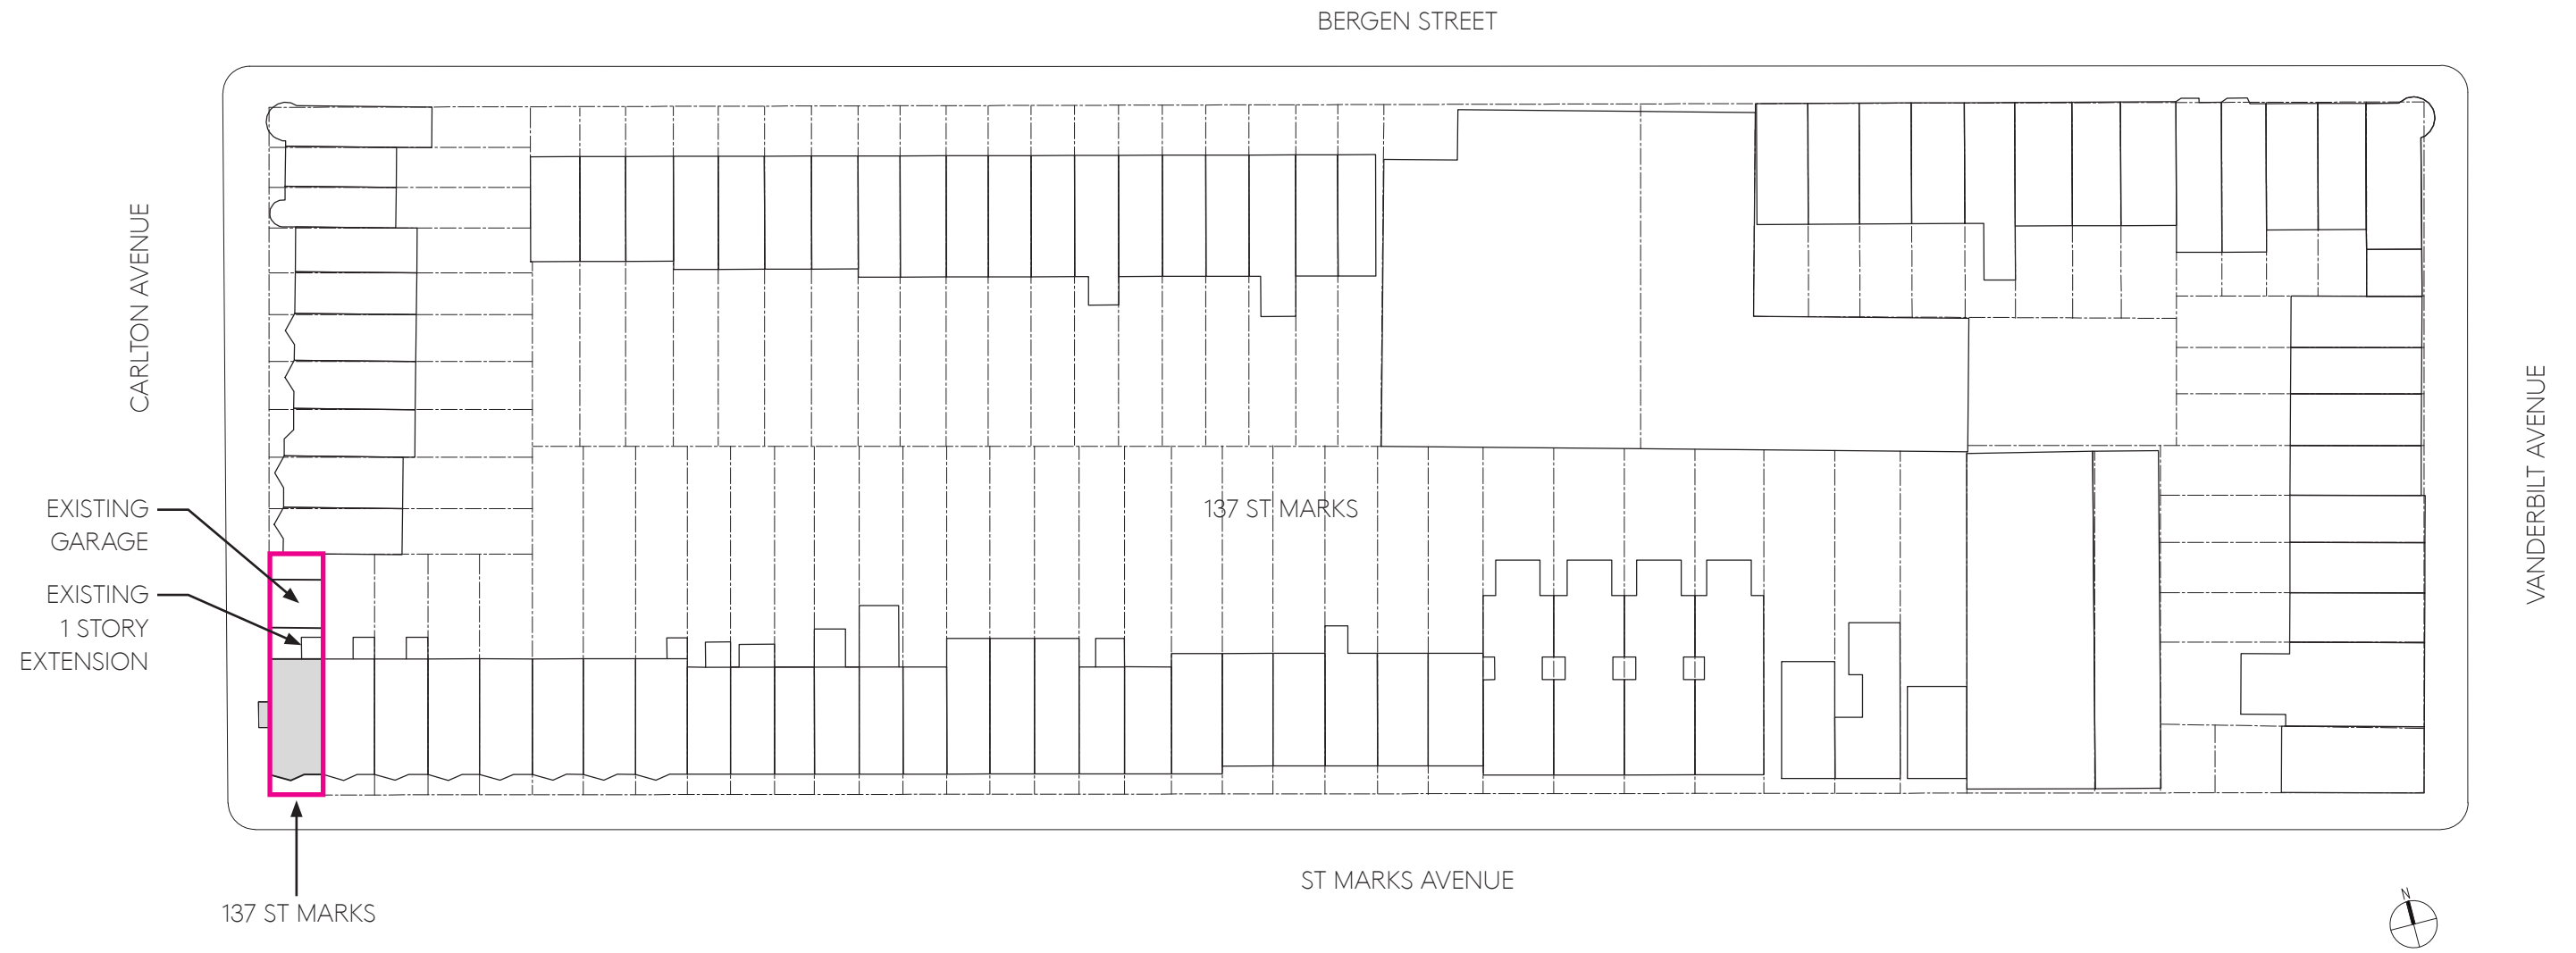 BERGEN STREET
CARLTON AVENUE
VANDERBILT AVENUE
EXISTING
GARAGE
137 ST MARKS
EXISTING
1 STORY
EXTENSION
ST MARKS AVENUE
137 ST MARKS
N